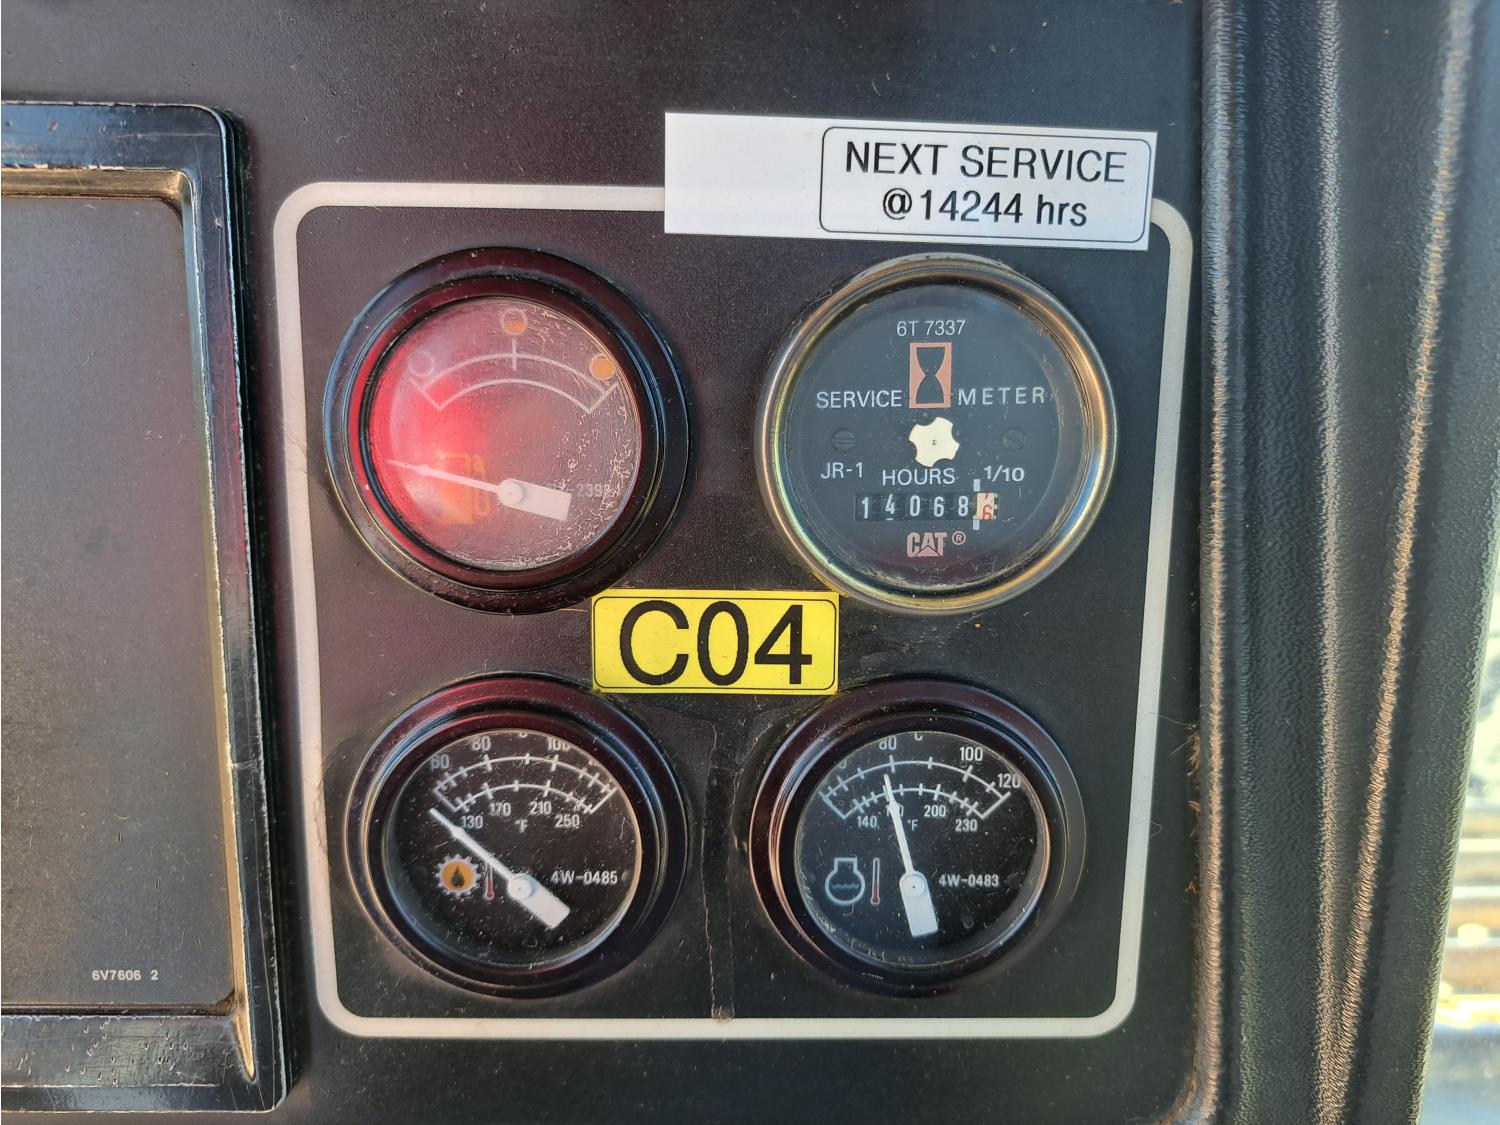 NEXT SERVICE
@14244 hrs
6T 7337
SERVICE METER
JR-1 HOURS 1/10
14068
CAT®
C04
60 80 C 100
130 170 210 250
°F
4W-0485
80 C 100 120
140 200 230
°F
4W-0483
6V7606 2